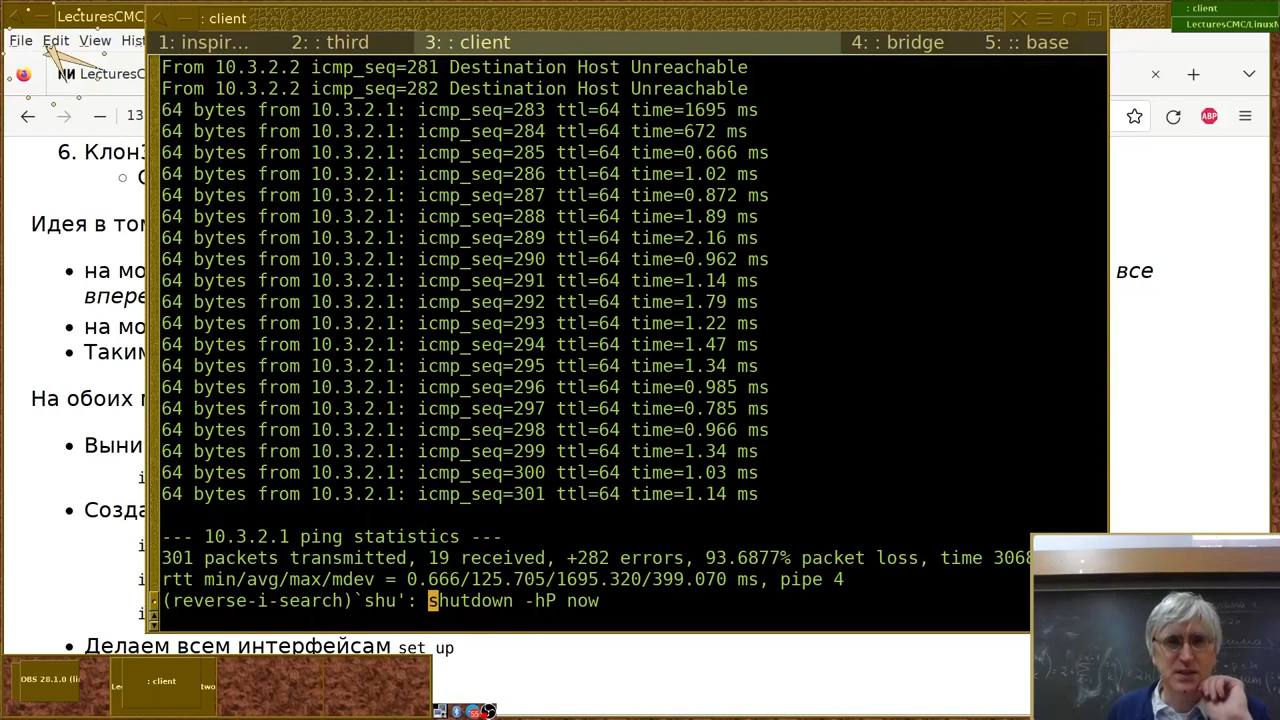 LecturesCMC/
: client
: client
LecturesCMC/LinuxN
File Edit View Hist
1: inspir...
2: : third
3: : client
4: : bridge
5: :: base
LecturesC
13
ABP
6. Клон
Идея в том
на мо
все
впере
на мо
Таким
На обоих м
Выни
i
Созда
i
i
i
Делаем всем интерфейсам set up
From 10.3.2.2 icmp_seq=281 Destination Host Unreachable
From 10.3.2.2 icmp_seq=282 Destination Host Unreachable
64 bytes from 10.3.2.1: icmp_seq=283 ttl=64 time=1695 ms
64 bytes from 10.3.2.1: icmp_seq=284 ttl=64 time=672 ms
64 bytes from 10.3.2.1: icmp_seq=285 ttl=64 time=0.666 ms
64 bytes from 10.3.2.1: icmp_seq=286 ttl=64 time=1.02 ms
64 bytes from 10.3.2.1: icmp_seq=287 ttl=64 time=0.872 ms
64 bytes from 10.3.2.1: icmp_seq=288 ttl=64 time=1.89 ms
64 bytes from 10.3.2.1: icmp_seq=289 ttl=64 time=2.16 ms
64 bytes from 10.3.2.1: icmp_seq=290 ttl=64 time=0.962 ms
64 bytes from 10.3.2.1: icmp_seq=291 ttl=64 time=1.14 ms
64 bytes from 10.3.2.1: icmp_seq=292 ttl=64 time=1.79 ms
64 bytes from 10.3.2.1: icmp_seq=293 ttl=64 time=1.22 ms
64 bytes from 10.3.2.1: icmp_seq=294 ttl=64 time=1.47 ms
64 bytes from 10.3.2.1: icmp_seq=295 ttl=64 time=1.34 ms
64 bytes from 10.3.2.1: icmp_seq=296 ttl=64 time=0.985 ms
64 bytes from 10.3.2.1: icmp_seq=297 ttl=64 time=0.785 ms
64 bytes from 10.3.2.1: icmp_seq=298 ttl=64 time=0.966 ms
64 bytes from 10.3.2.1: icmp_seq=299 ttl=64 time=1.34 ms
64 bytes from 10.3.2.1: icmp_seq=300 ttl=64 time=1.03 ms
64 bytes from 10.3.2.1: icmp_seq=301 ttl=64 time=1.14 ms
--- 10.3.2.1 ping statistics ---
301 packets transmitted, 19 received, +282 errors, 93.6877% packet loss, time 3068
rtt min/avg/max/mdev = 0.666/125.705/1695.320/399.070 ms, pipe 4
(reverse-i-search)`shu': shutdown -hP now
OBS 28.1.0 (li
Le
: client
two
55